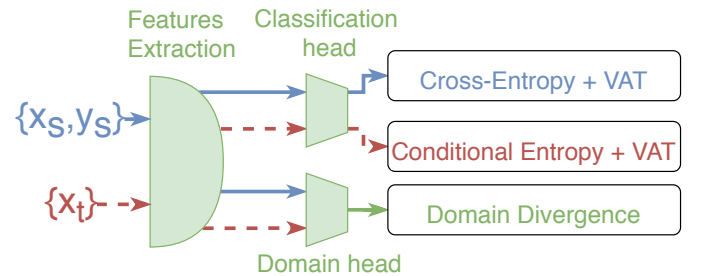 Features
Extraction
Classification
head
Cross-Entropy + VAT
{xs,ys}
Conditional Entropy + VAT
{xt}
Domain Divergence
Domain head